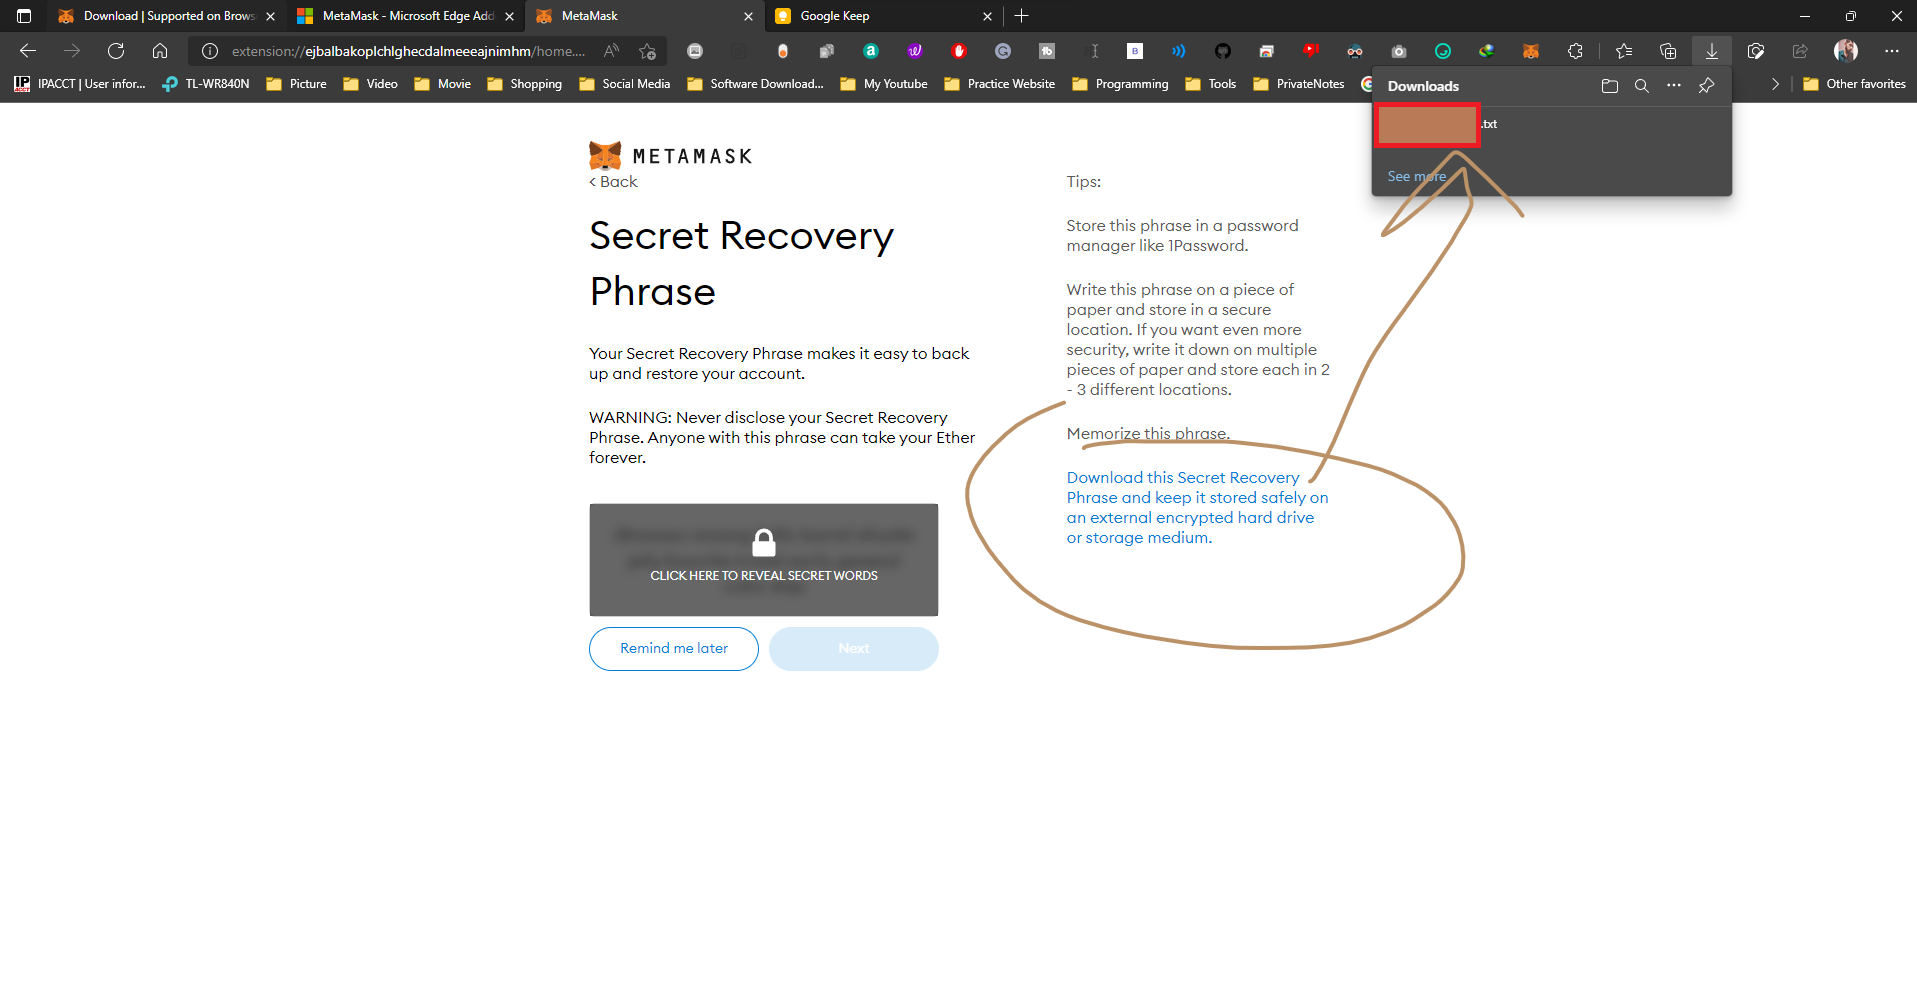 Download | Supported on Brows
MetaMask - Microsoft Edge Add
MetaMask
Google Keep
extension://ejbalbakoplchlghecdalmeeeajnimhm/home....
IPACCT | User infor...
TL-WR840N
Picture
Video
Movie
Shopping
Social Media
Software Download...
My Youtube
Practice Website
Programming
Tools
PrivateNotes
Other favorites
Downloads
.txt
See more
METAMASK
< Back
Secret Recovery
Phrase
Your Secret Recovery Phrase makes it easy to back
up and restore your account.
WARNING: Never disclose your Secret Recovery
Phrase. Anyone with this phrase can take your Ether
forever.
CLICK HERE TO REVEAL SECRET WORDS
Remind me later
Next
Tips:
Store this phrase in a password
manager like 1Password.
Write this phrase on a piece of
paper and store in a secure
location. If you want even more
security, write it down on multiple
pieces of paper and store each in 2
- 3 different locations.
Memorize this phrase.
Download this Secret Recovery
Phrase and keep it stored safely on
an external encrypted hard drive
or storage medium.